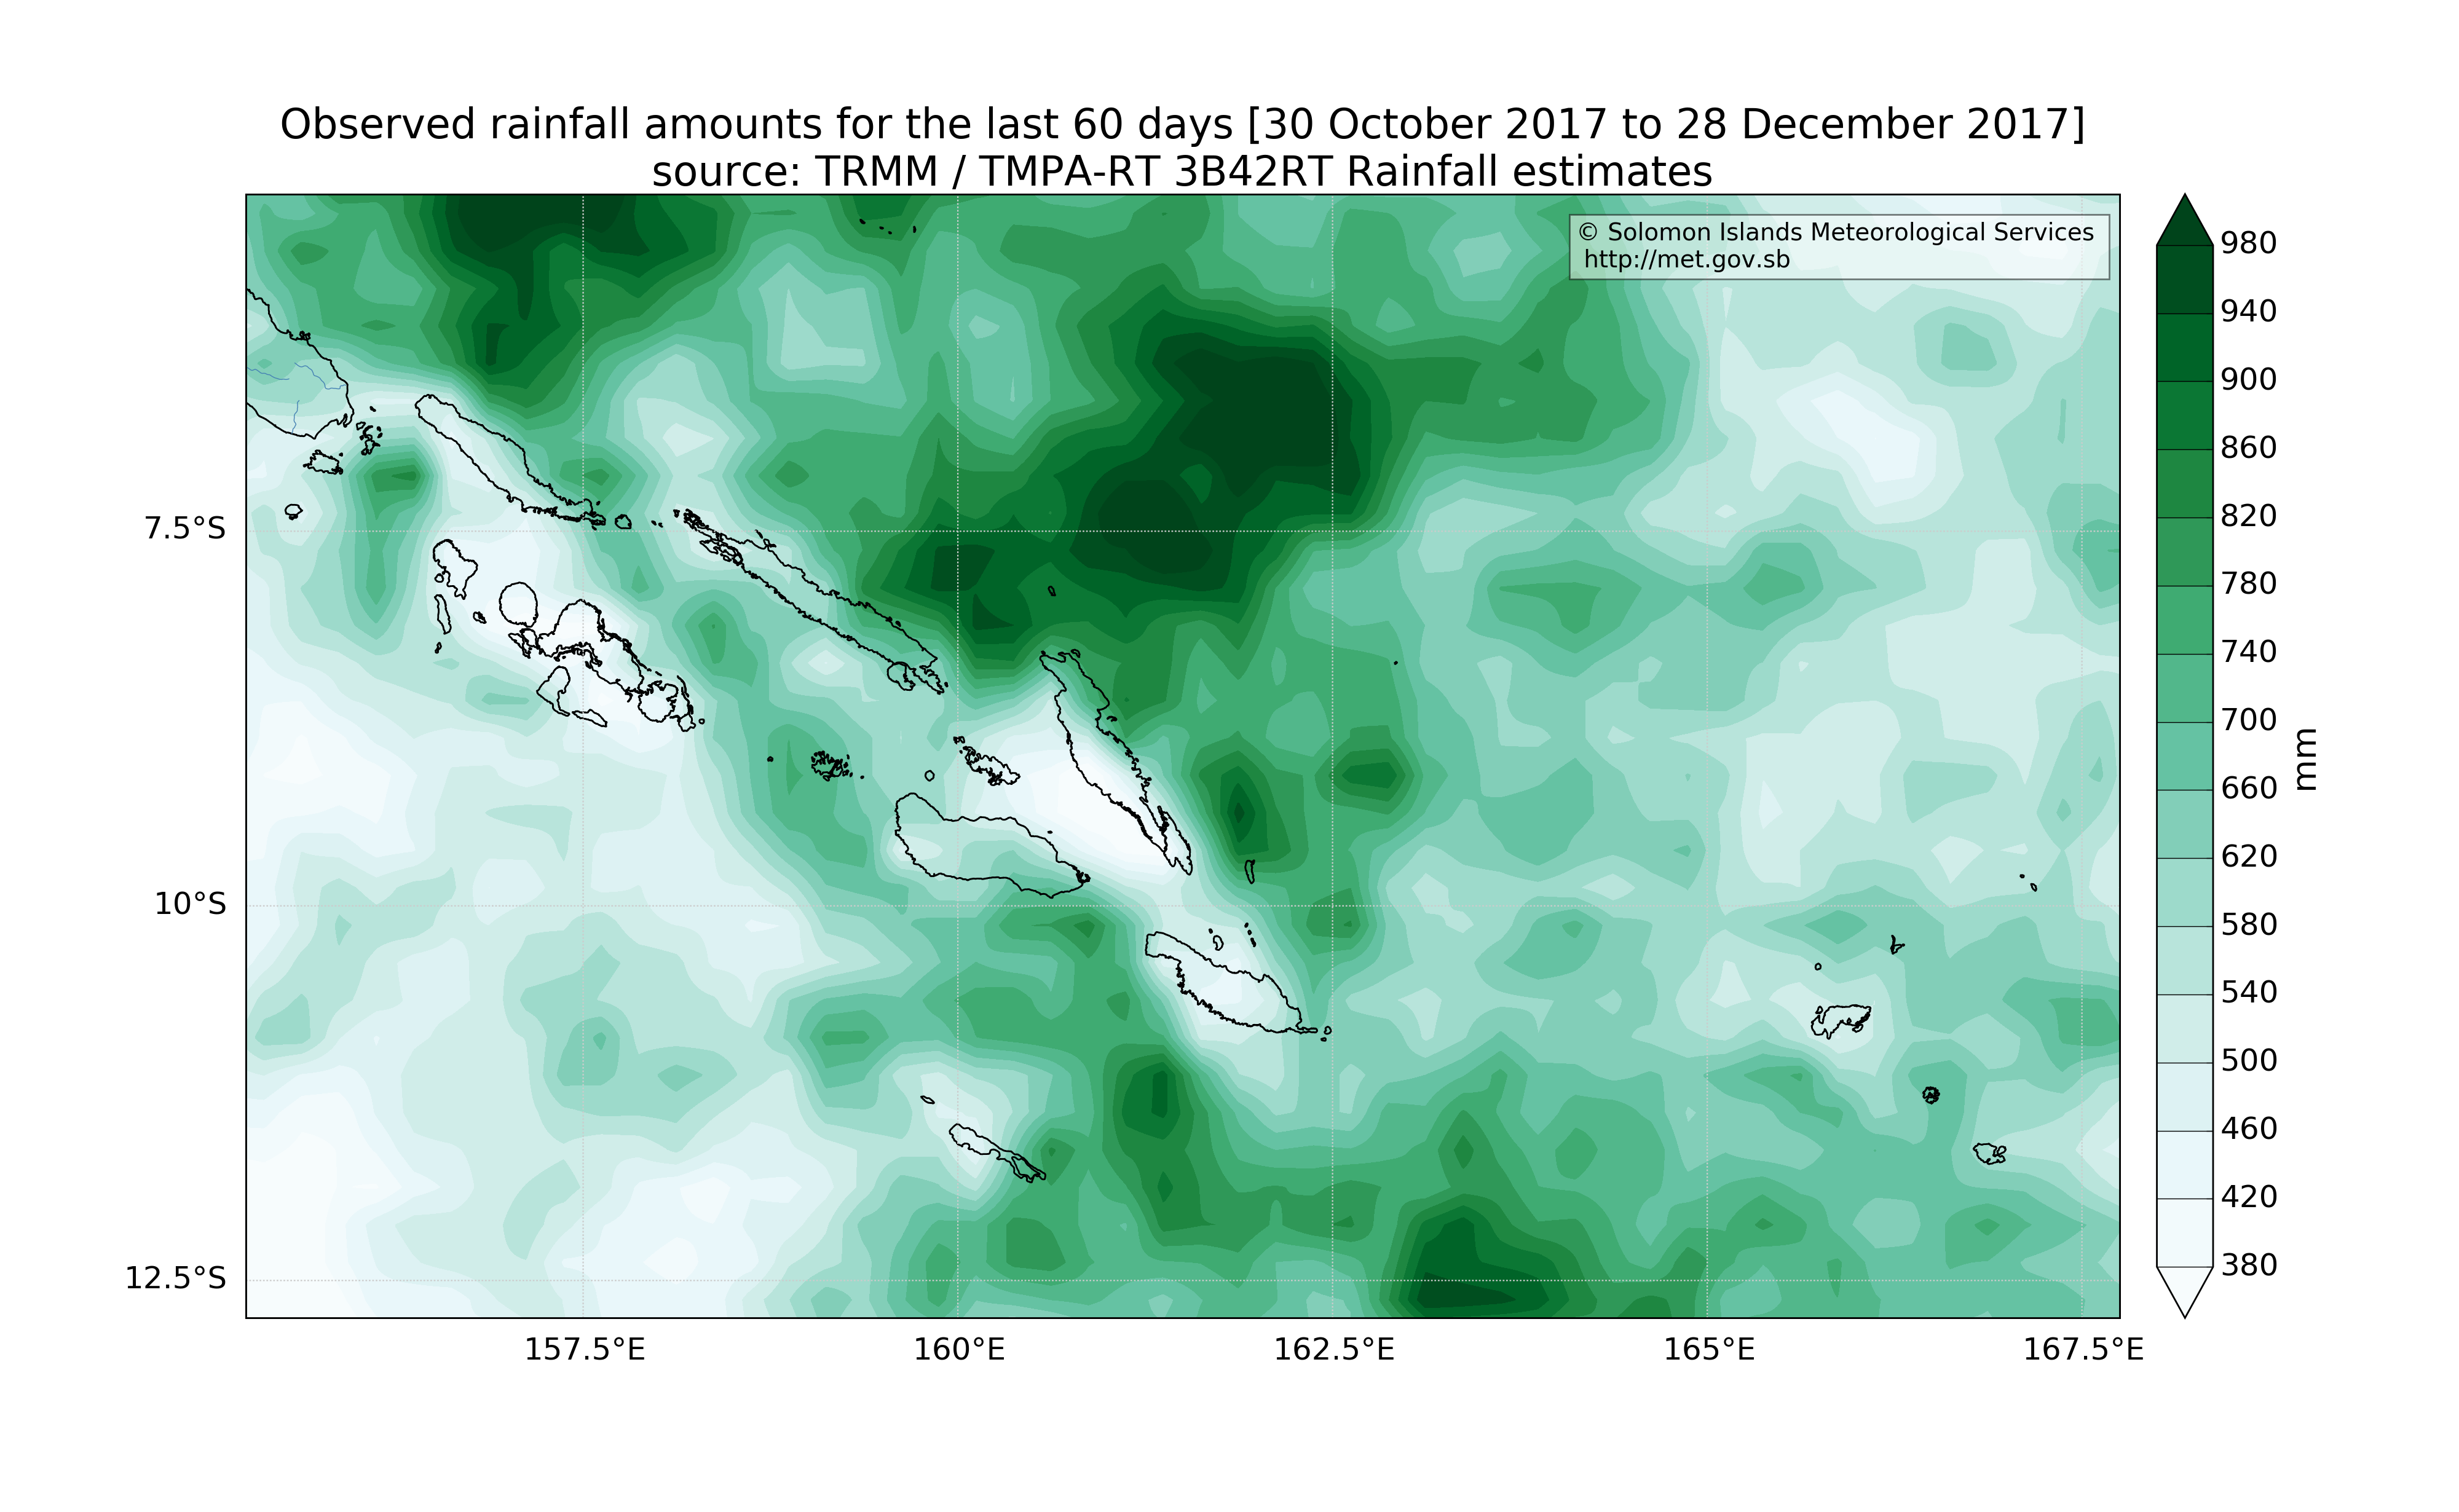 Observed rainfall amounts for the last 60 days [30 October 2017 to 28 December 2017]
source: TRMM / TMPA-RT 3B42RT Rainfall estimates
© Solomon Islands Meteorological Services
http://met.gov.sb
7.5°S
10°S
12.5°S
157.5°E
160°E
162.5°E
165°E
167.5°E
980
940
900
860
820
780
740
700
660
620
580
540
500
460
420
380
mm